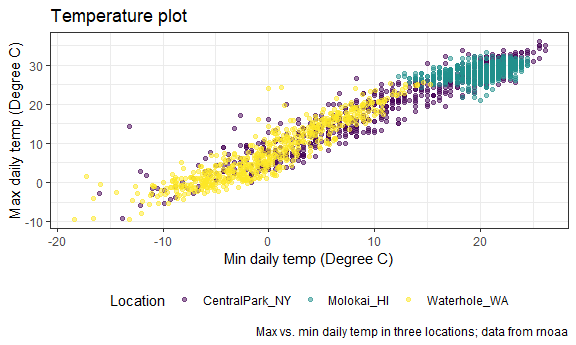 Temperature plot
Max daily temp (Degree C)
30
20
10
0
-10
-20
-10
0
10
20
Min daily temp (Degree C)
Location
CentralPark_NY
Molokai_HI
Waterhole_WA
Max vs. min daily temp in three locations; data from rnoaa